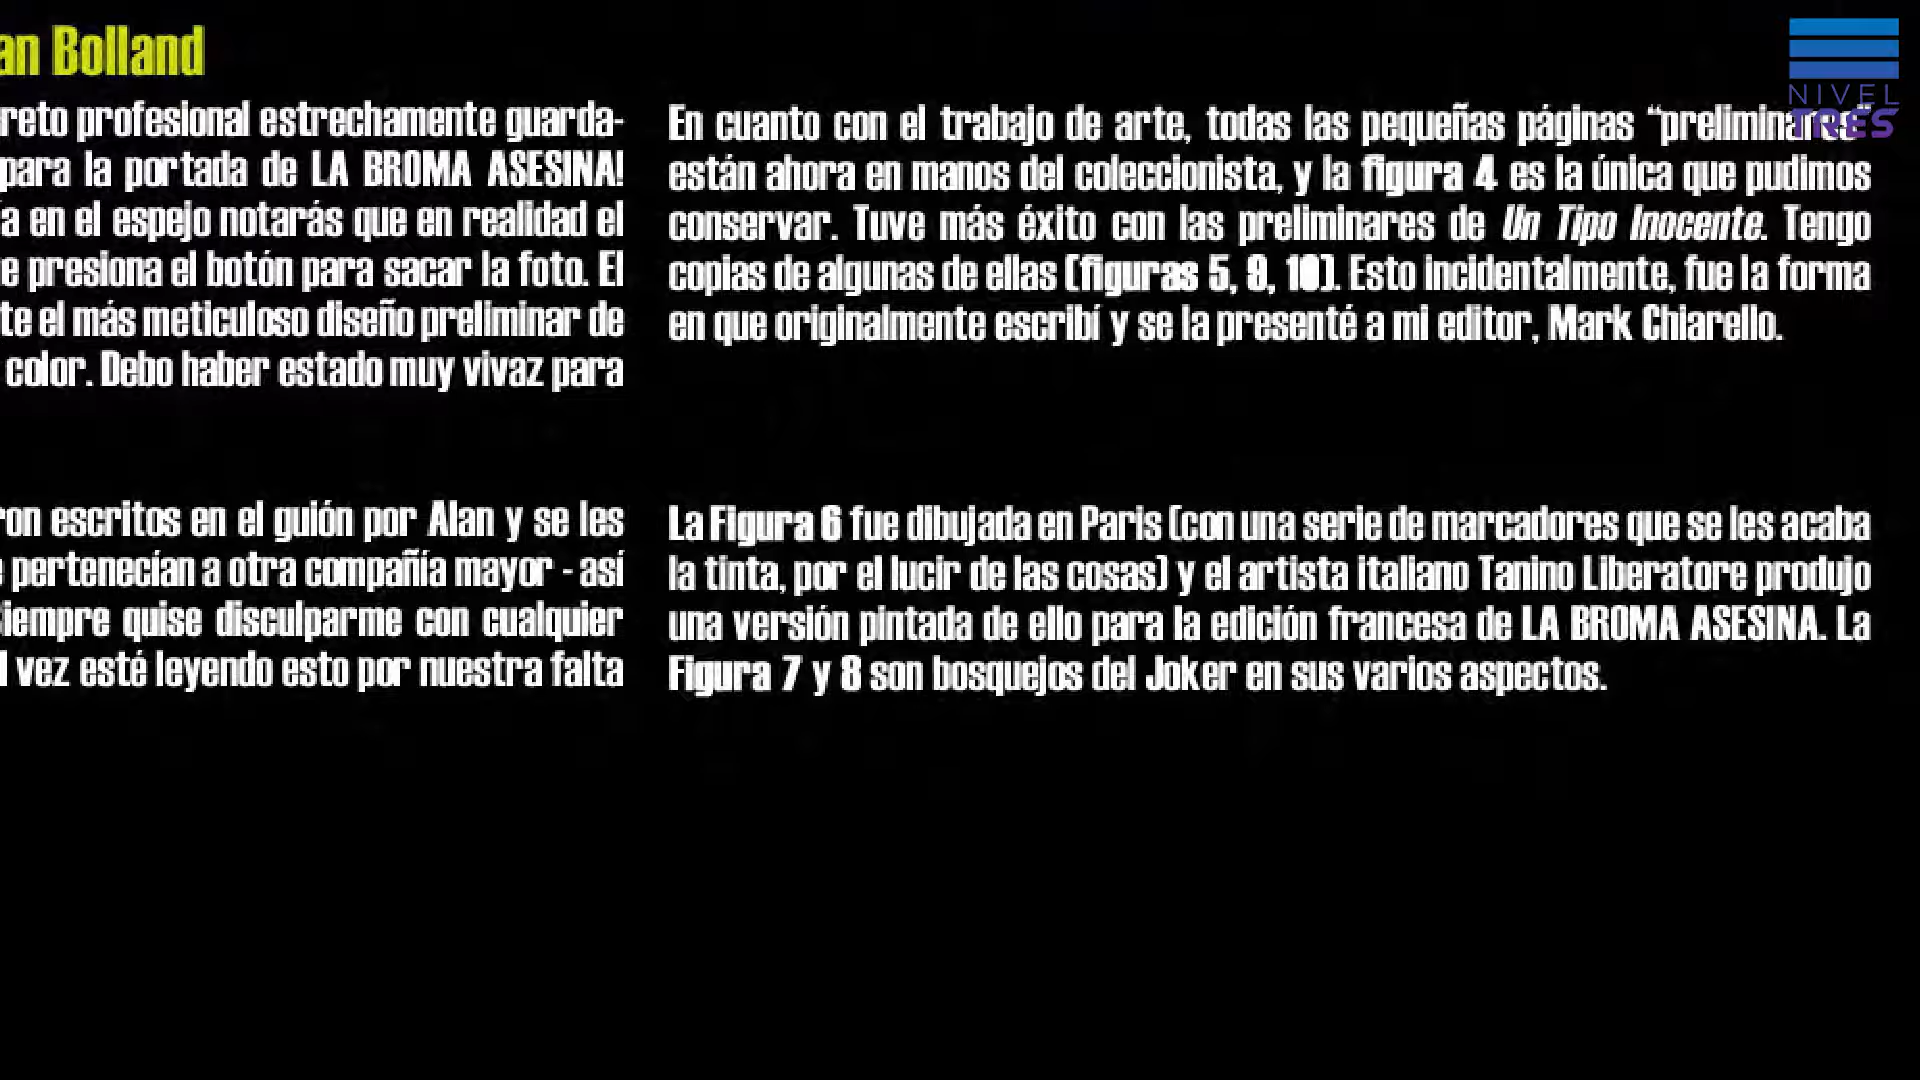 an Bolland
reto profesional estrechamente guarda-
para la portada de LA BROMA ASESINA!
ía en el espejo notarás que en realidad el
e presiona el botón para sacar la foto. El
te el más meticuloso diseño preliminar de
color. Debo haber estado muy vivaz para
ron escritos en el guión por Alan y se les
pertenecían a otra compañía mayor - así
siempre quise disculparme con cualquier
l vez esté leyendo esto por nuestra falta
En cuanto con el trabajo de arte, todas las pequeñas páginas “preliminares”
están ahora en manos del coleccionista, y la figura 4 es la única que pudimos
conservar. Tuve más éxito con las preliminares de Un Tipo Inocente. Tengo
copias de algunas de ellas (figuras 5, 9, 10). Esto incidentalmente, fue la forma
en que originalmente escribí y se la presenté a mi editor, Mark Chiarello.
La Figura 6 fue dibujada en Paris (con una serie de marcadores que se les acaba
la tinta, por el lucir de las cosas) y el artista italiano Tanino Liberatore produjo
una versión pintada de ello para la edición francesa de LA BROMA ASESINA. La
Figura 7 y 8 son bosquejos del Joker en sus varios aspectos.
NIVEL
TRES